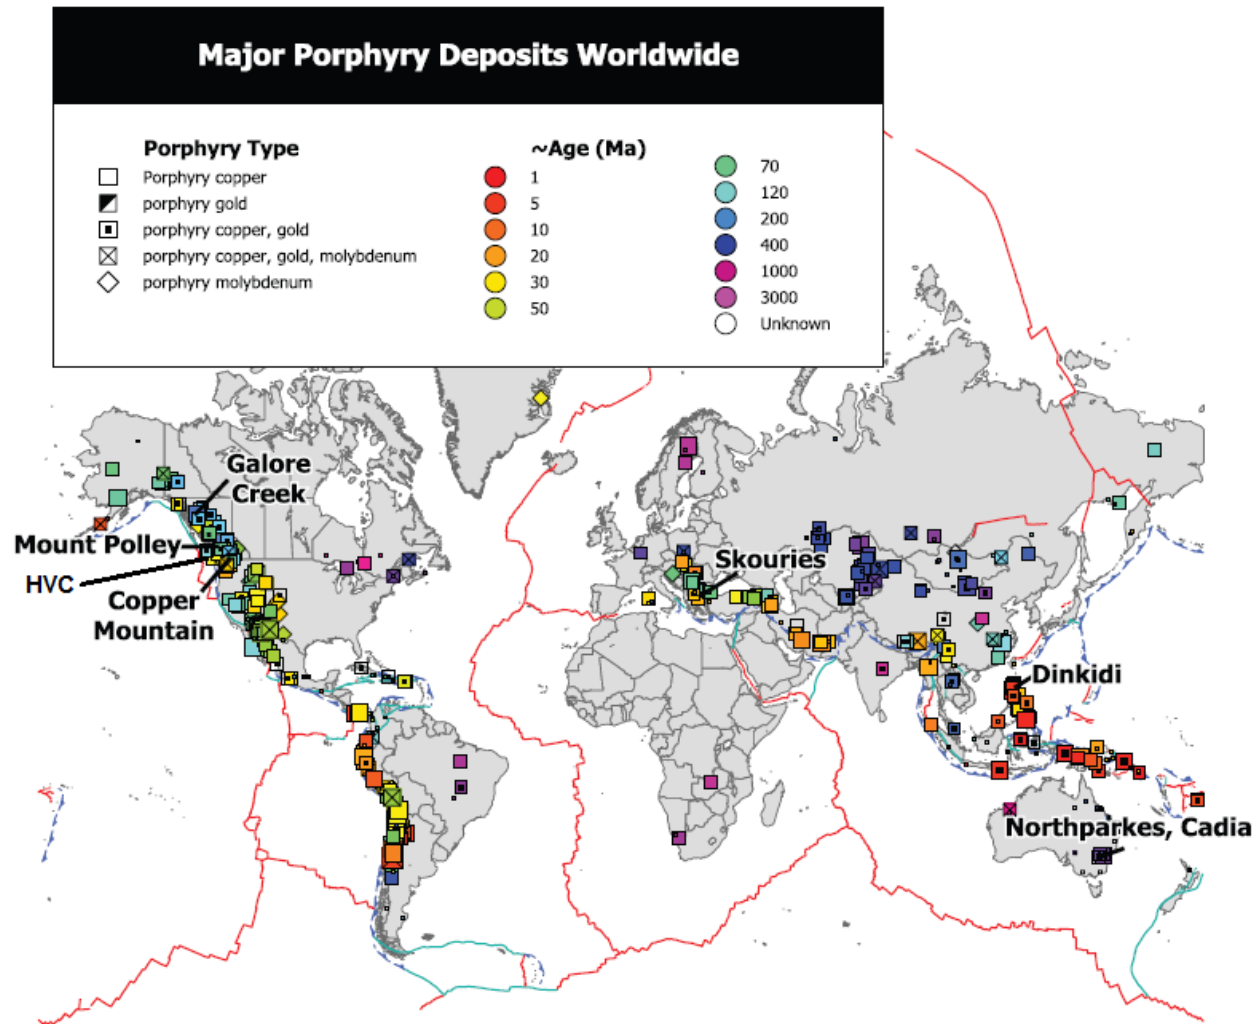 Major Porphyry Deposits Worldwide
Porphyry Type
Porphyry copper
porphyry gold
porphyry copper, gold
porphyry copper, gold, molybdenum
porphyry molybdenum
~Age (Ma)
1
5
10
20
30
50
70
120
200
400
1000
3000
Unknown
Galore
Creek
Mount Polley
HVC
Copper
Mountain
Skouries
Dinkidi
Northparkes, Cadia